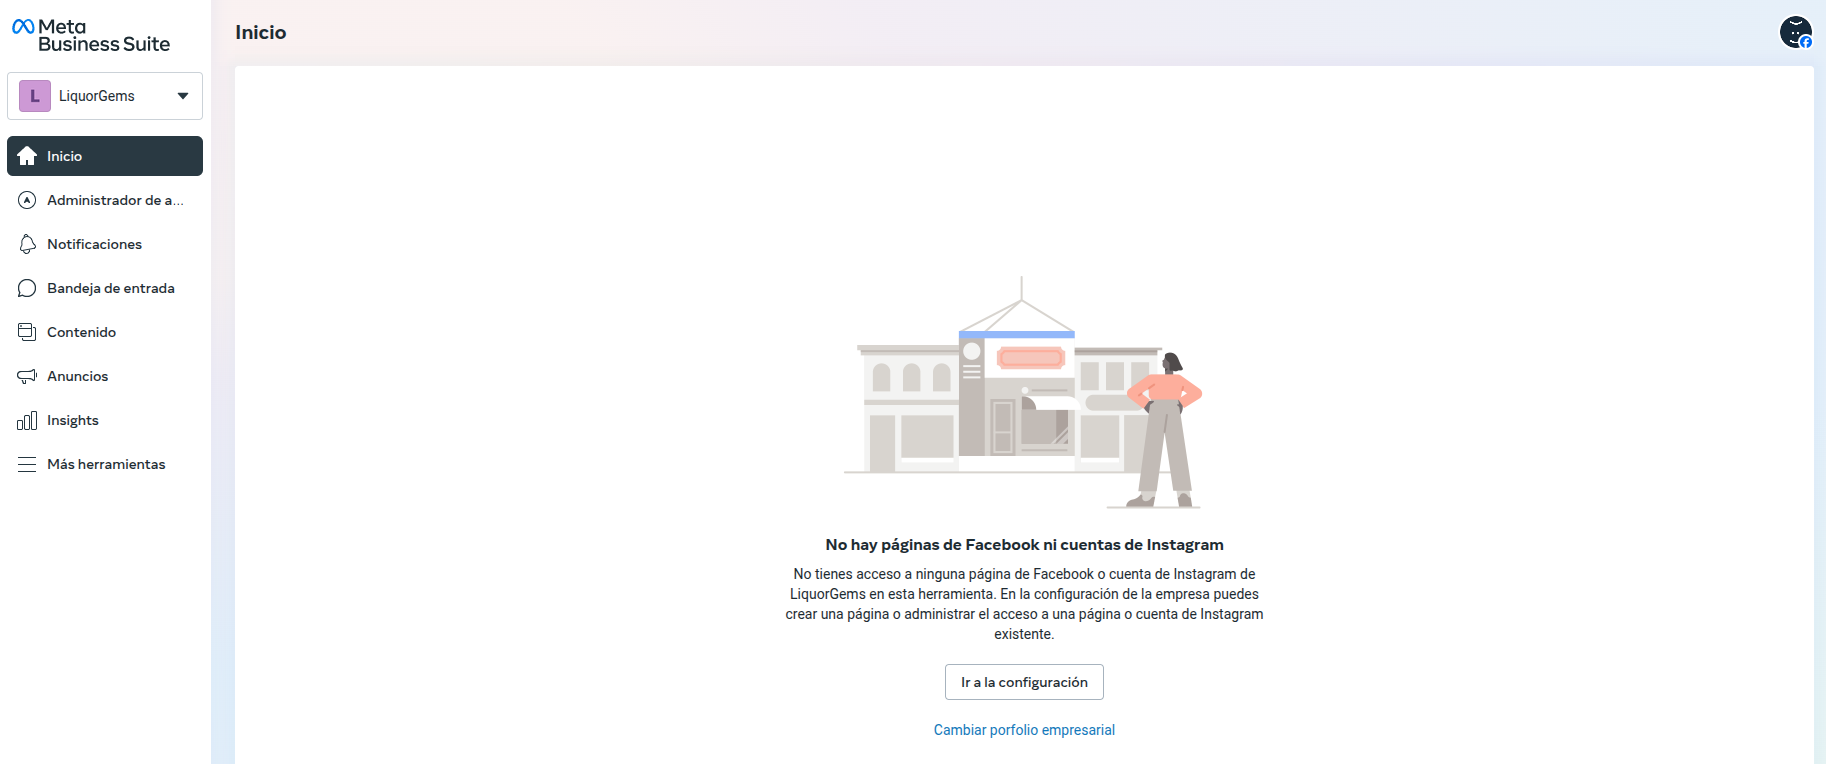 Meta
Business Suite
L
LiquorGems
Inicio
Administrador de a...
Notificaciones
Bandeja de entrada
Contenido
Anuncios
Insights
Más herramientas
Inicio
No hay páginas de Facebook ni cuentas de Instagram
No tienes acceso a ninguna página de Facebook o cuenta de Instagram de
LiquorGems en esta herramienta. En la configuración de la empresa puedes
crear una página o administrar el acceso a una página o cuenta de Instagram
existente.
Ir a la configuración
Cambiar porfolio empresarial